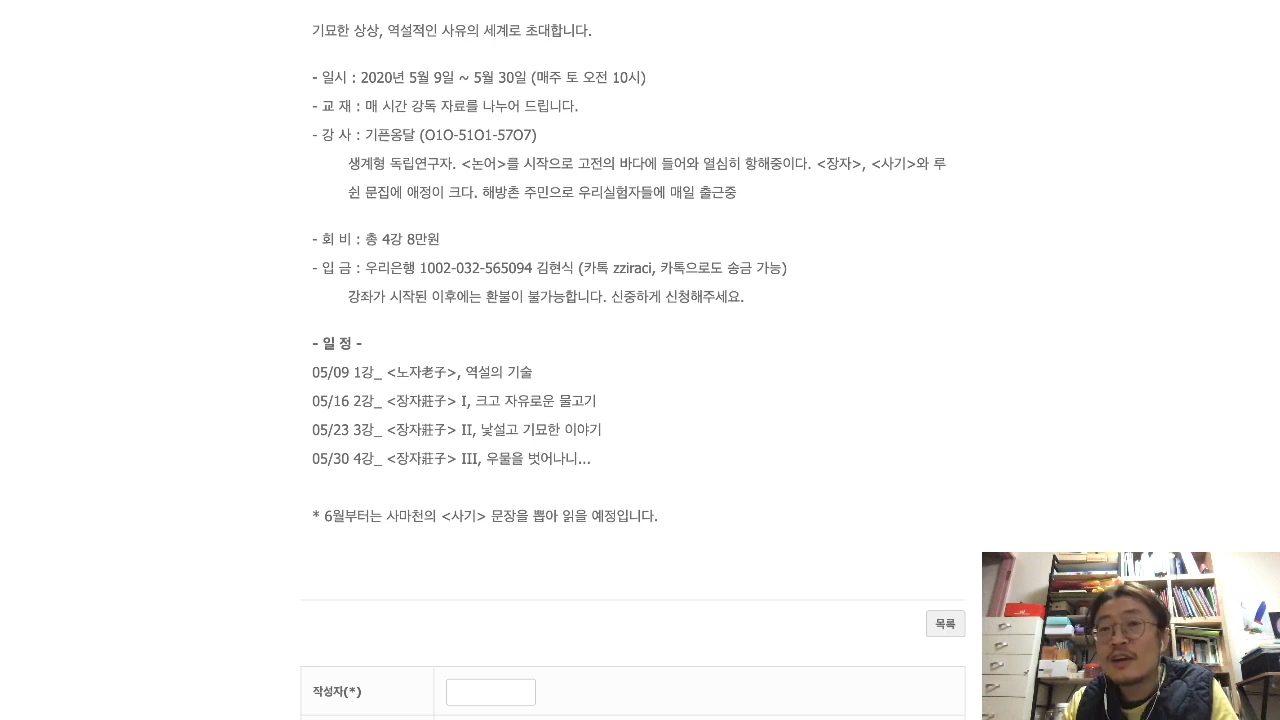 기묘한 상상, 역설적인 사유의 세계로 초대합니다.
- 일시 : 2020년 5월 9일 ~ 5월 30일 (매주 토 오전 10시)
- 교 재 : 매 시간 강독 자료를 나누어 드립니다.
- 강 사 : 기픈옹달 (O1O-51O1-57O7)
생계형 독립연구자. <논어>를 시작으로 고전의 바다에 들어와 열심히 항해중이다. <장자>, <사기>와 루
쉰 문집에 애정이 크다. 해방촌 주민으로 우리실험자들에 매일 출근중
- 회 비 : 총 4강 8만원
- 입 금 : 우리은행 1002-032-565094 김현식 (카톡 zziraci, 카톡으로도 송금 가능)
강좌가 시작된 이후에는 환불이 불가능합니다. 신중하게 신청해주세요.
- 일 정 -
05/09 1강_ <노자老子>, 역설의 기술
05/16 2강_ <장자莊子> I, 크고 자유로운 물고기
05/23 3강_ <장자莊子> II, 낯설고 기묘한 이야기
05/30 4강_ <장자莊子> III, 우물을 벗어나니...
* 6월부터는 사마천의 <사기> 문장을 뽑아 읽을 예정입니다.
목록
작성자(*)